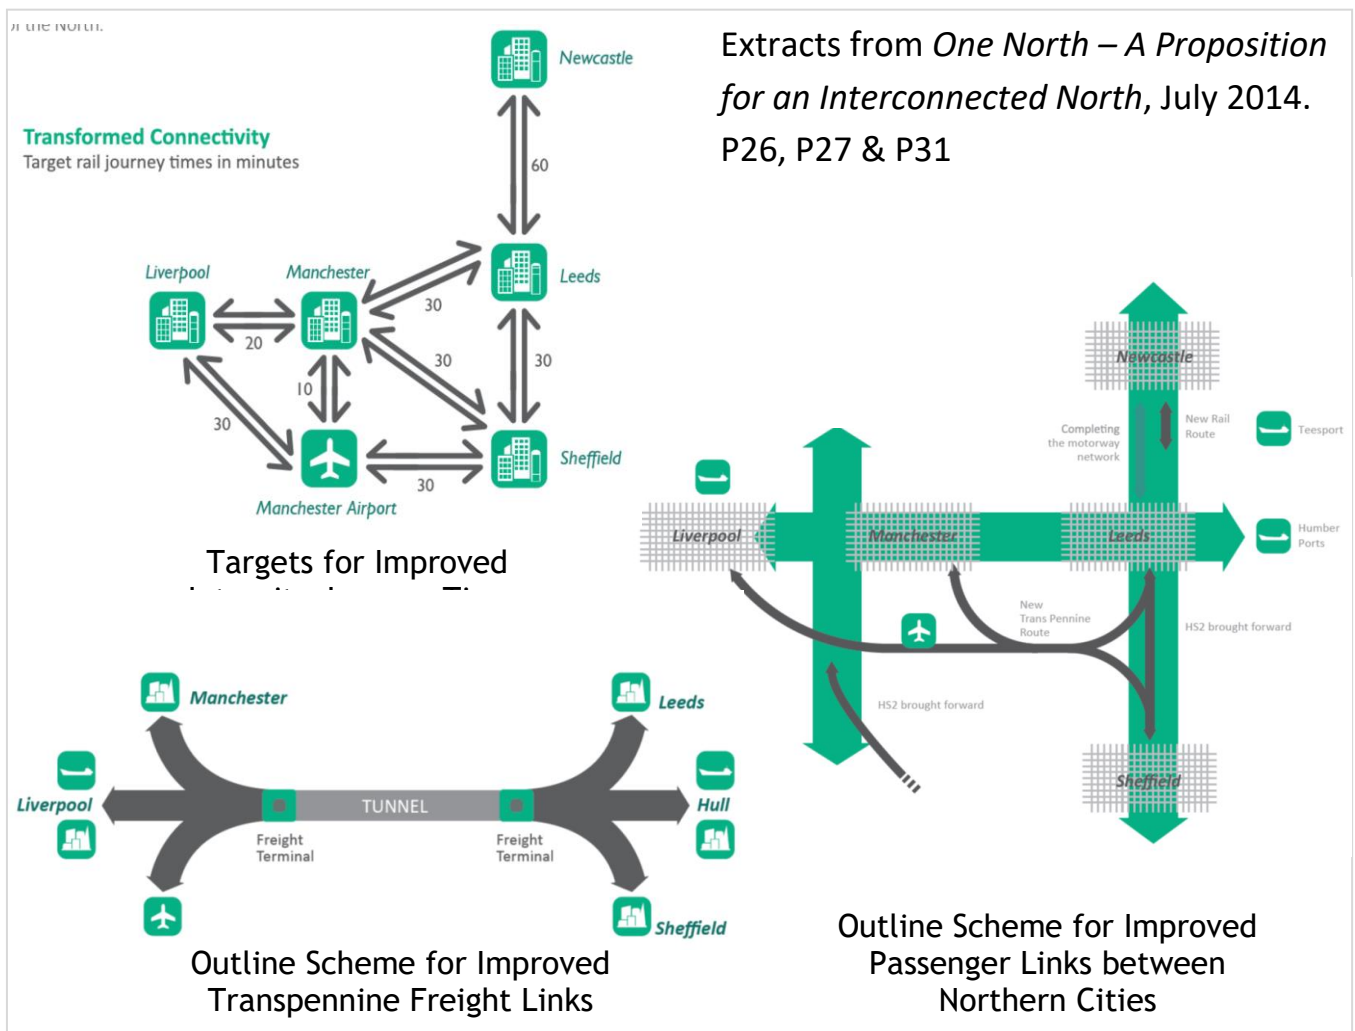 of the North.
Extracts from One North – A Proposition
for an Interconnected North, July 2014.
P26, P27 & P31
Transformed Connectivity
Target rail journey times in minutes
Newcastle
60
Liverpool
Manchester
Leeds
30
20
30
30
10
30
Sheffield
30
Manchester Airport
Targets for Improved
Newcastle
Completing
the motorway
network
New Rail
Route
Teesport
Liverpool
Manchester
Leeds
Humber
Ports
New
Trans Pennine
Route
HS2 brought forward
HS2 brought forward
Sheffield
Manchester
Leeds
Liverpool
TUNNEL
Hull
Freight
Terminal
Freight
Terminal
Sheffield
Outline Scheme for Improved
Transpennine Freight Links
Outline Scheme for Improved
Passenger Links between
Northern Cities